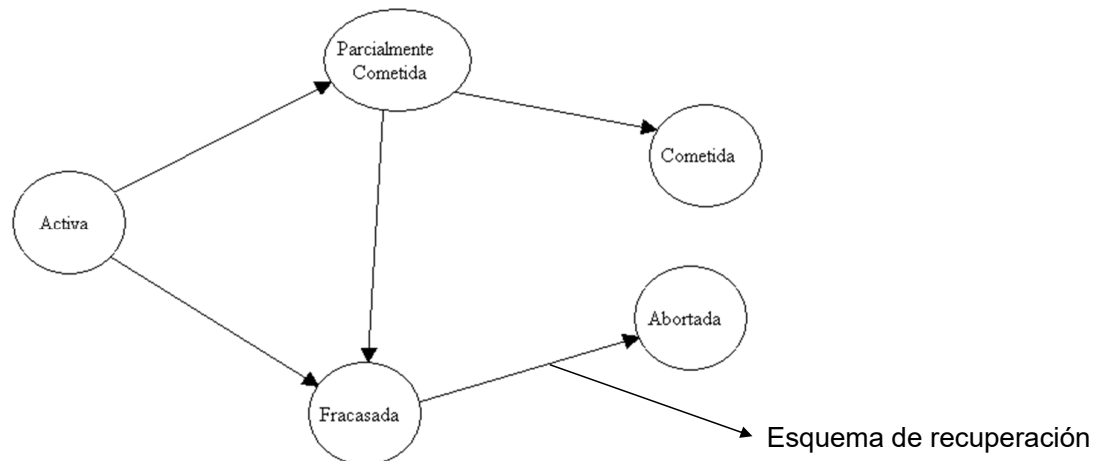 Parcialmente
Cometida
Cometida
Activa
Abortada
Fracasada
Esquema de recuperación